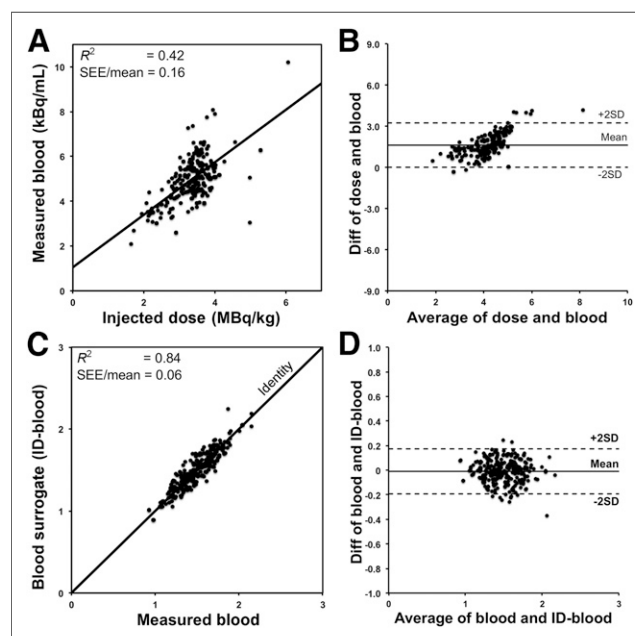 A
R² = 0.42
SEE/mean = 0.16
Measured blood (kBq/mL)
10
8
6
4
2
0
0 2 4 6
Injected dose (MBq/kg)
B
Diff of dose and blood
9.0
6.0
3.0
0.0
-3.0
-6.0
-9.0
+2SD
Mean
-2SD
0 2 4 6 8 10
Average of dose and blood
C
R² = 0.84
SEE/mean = 0.06
Identity
Blood surrogate (ID-blood)
3
2
1
0
0 1 2 3
Measured blood
D
Diff of blood and ID-blood
1.0
0.8
0.6
0.4
0.2
0
-0.2
-0.4
-0.6
-0.8
-1.0
+2SD
Mean
-2SD
0 1 2 3
Average of blood and ID-blood